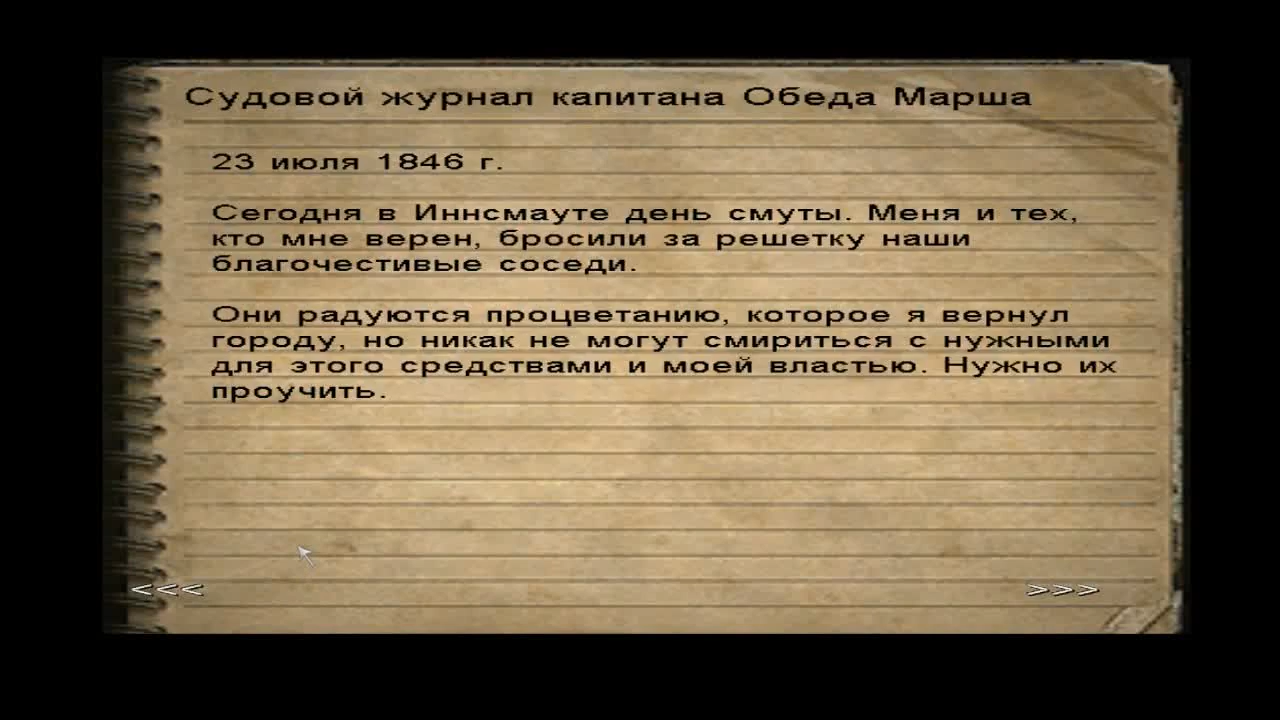 Судовой журнал капитана Обеда Марша
23 июля 1846 г.
Сегодня в Иннсмауте день смуты. Меня и тех,
кто мне верен, бросили за решетку наши
благочестивые соседи.
Они радуются процветанию, которое я вернул
городу, но никак не могут смириться с нужными
для этого средствами и моей властью. Нужно их
проучить.
<<< >>>